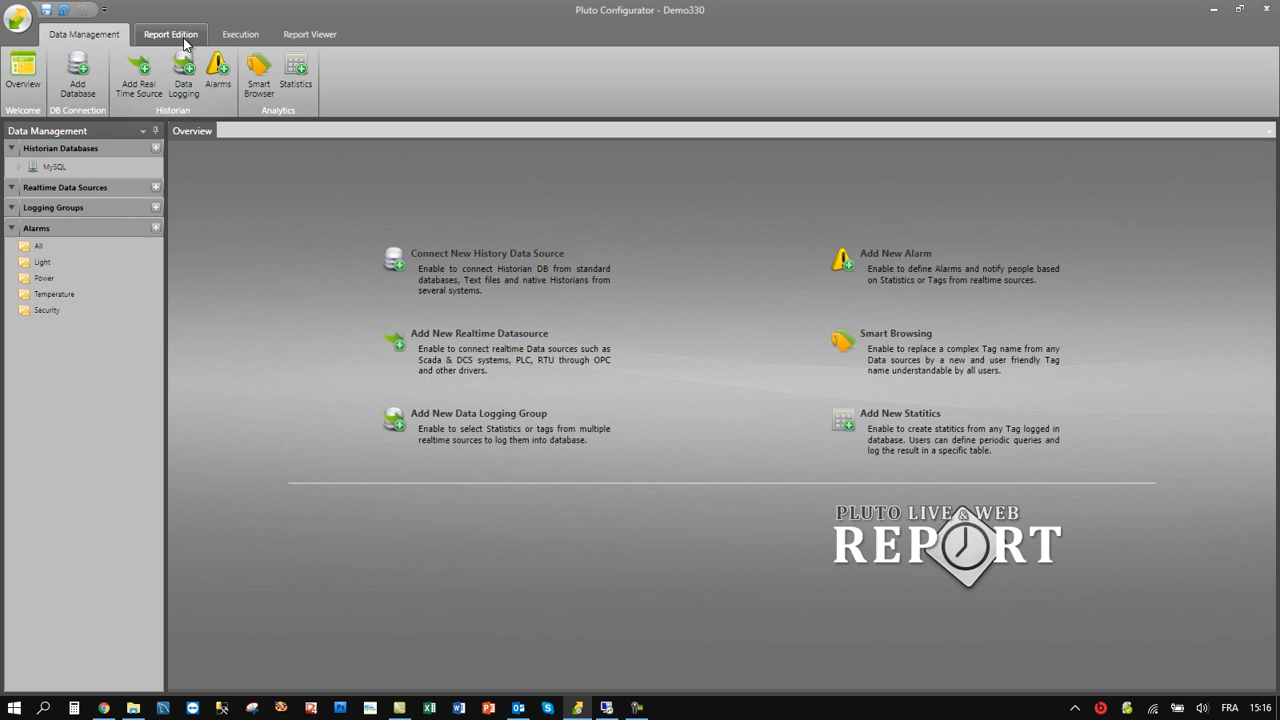 Pluto Configurator - Demo330
Data Management Report Edition Execution Report Viewer
Overview
Add Database
Add Real Time Source
Data Logging
Alarms
Smart Browser
Statistics
Welcome DB Connection Historian Analytics
Data Management
Overview
Historian Databases
MySQL
Realtime Data Sources
Logging Groups
Alarms
All
Light
Power
Temperature
Security
Connect New History Data Source
Enable to connect Historian DB from standard
databases, Text files and native Historians from
several systems.
Add New Realtime Datasource
Enable to connect realtime Data sources such as
Scada & DCS systems, PLC, RTU through OPC
and other drivers.
Add New Data Logging Group
Enable to select Statistics or tags from multiple
realtime sources to log them into database.
Add New Alarm
Enable to define Alarms and notify people based
on Statistics or Tags from realtime sources.
Smart Browsing
Enable to replace a complex Tag name from any
Data sources by a new and user friendly Tag
name understandable by all users.
Add New Statitics
Enable to create statitics from any Tag logged in
database. Users can define periodic queries and
log the result in a specific table.
PLUTO LIVE & WEB
REPORT
FRA 15:16